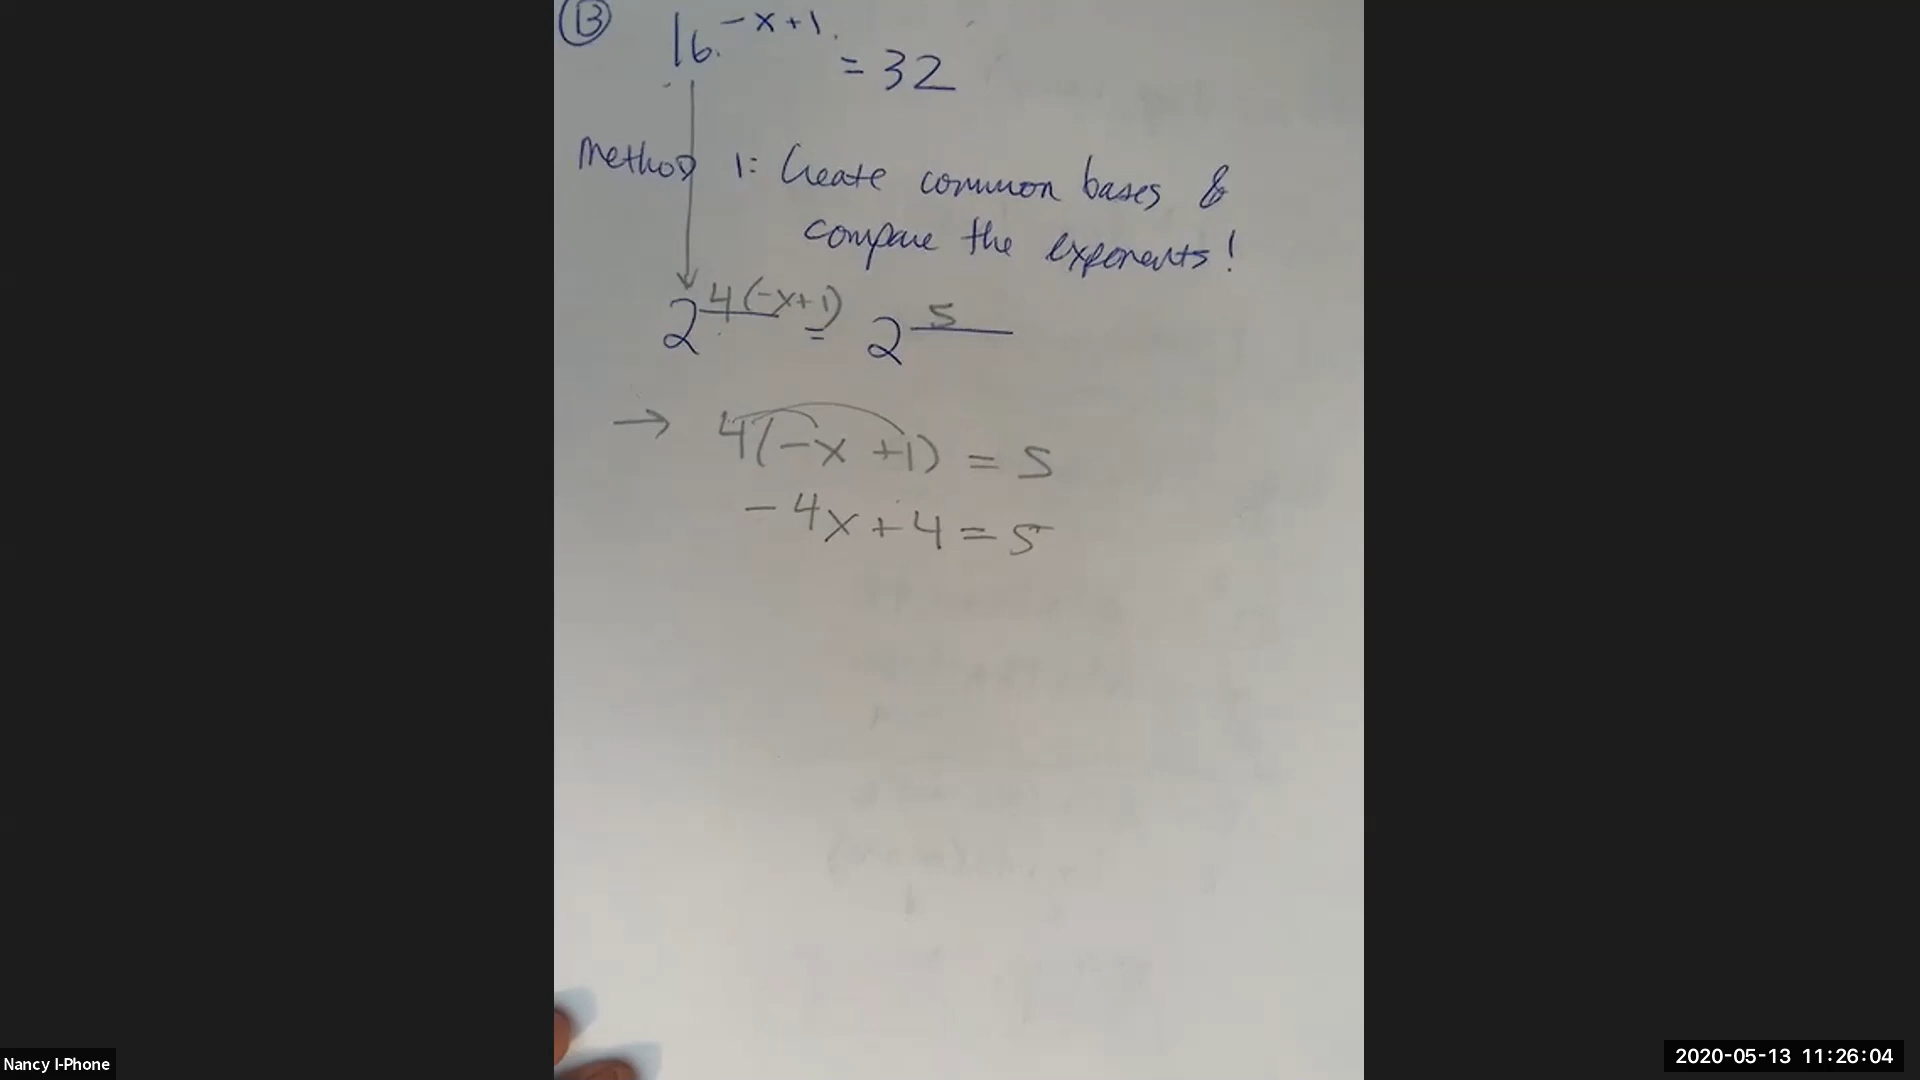 13 16^{-x+1} = 32
Method 1: Create common bases &
compare the exponents!
2^{4(-x+1)} = 2^{5}
→ 4(-x+1) = 5
-4x+4=5
Nancy I-Phone
2020-05-13 11:26:04